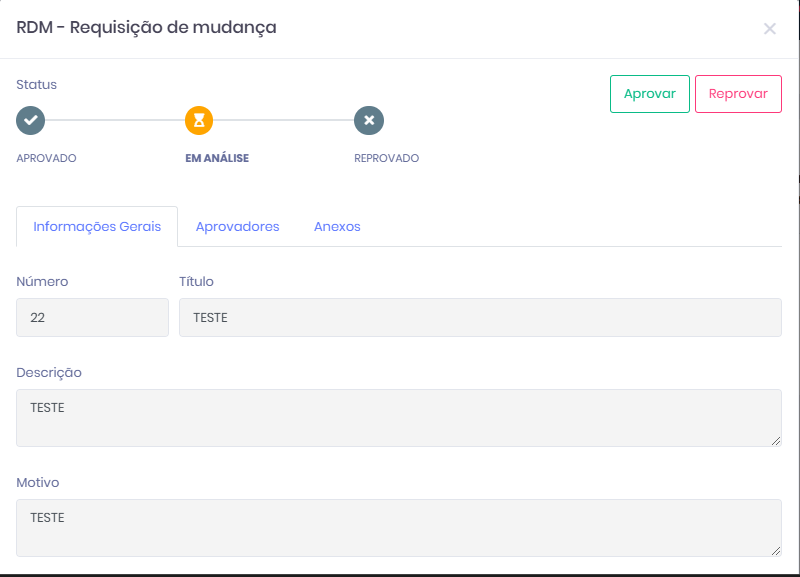 RDM - Requisição de mudança
Status
Aprovar Reprovar
APROVADO EM ANÁLISE REPROVADO
Informações Gerais Aprovadores Anexos
Número Título
22 TESTE
Descrição
TESTE
Motivo
TESTE